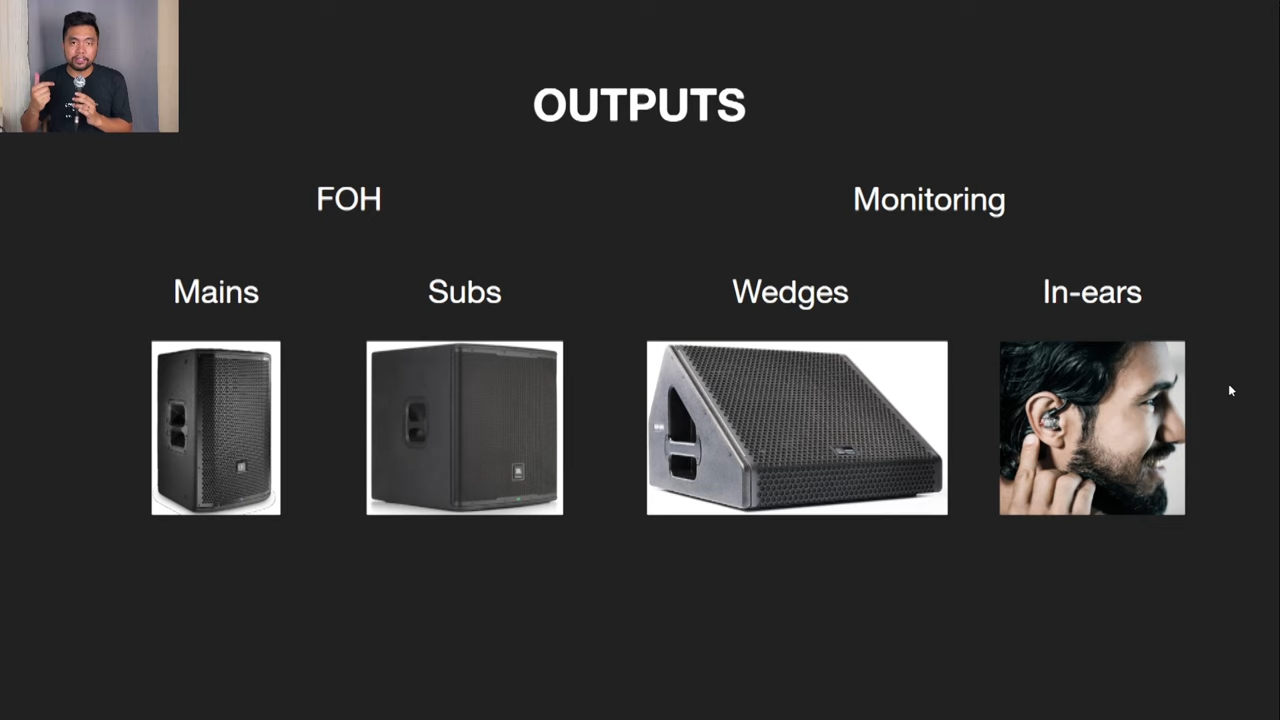 OUTPUTS
FOH
Monitoring
Mains
Subs
Wedges
In-ears